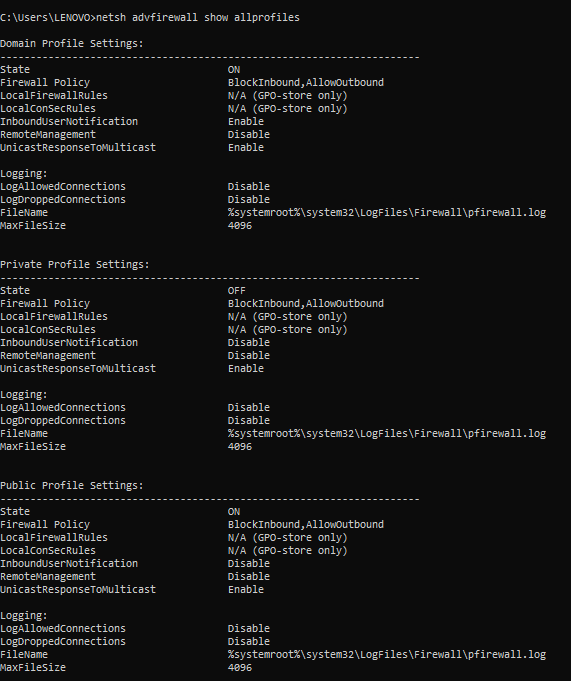 C:\Users\LENOVO>netsh advfirewall show allprofiles
Domain Profile Settings:
----------------------------------------------------------------------
State ON
Firewall Policy BlockInbound,AllowOutbound
LocalFirewallRules N/A (GPO-store only)
LocalConSecRules N/A (GPO-store only)
InboundUserNotification Enable
RemoteManagement Disable
UnicastResponseToMulticast Enable
Logging:
LogAllowedConnections Disable
LogDroppedConnections Disable
FileName %systemroot%\system32\LogFiles\Firewall\pfirewall.log
MaxFileSize 4096
Private Profile Settings:
----------------------------------------------------------------------
State OFF
Firewall Policy BlockInbound,AllowOutbound
LocalFirewallRules N/A (GPO-store only)
LocalConSecRules N/A (GPO-store only)
InboundUserNotification Disable
RemoteManagement Disable
UnicastResponseToMulticast Enable
Logging:
LogAllowedConnections Disable
LogDroppedConnections Disable
FileName %systemroot%\system32\LogFiles\Firewall\pfirewall.log
MaxFileSize 4096
Public Profile Settings:
----------------------------------------------------------------------
State ON
Firewall Policy BlockInbound,AllowOutbound
LocalFirewallRules N/A (GPO-store only)
LocalConSecRules N/A (GPO-store only)
InboundUserNotification Disable
RemoteManagement Disable
UnicastResponseToMulticast Enable
Logging:
LogAllowedConnections Disable
LogDroppedConnections Disable
FileName %systemroot%\system32\LogFiles\Firewall\pfirewall.log
MaxFileSize 4096